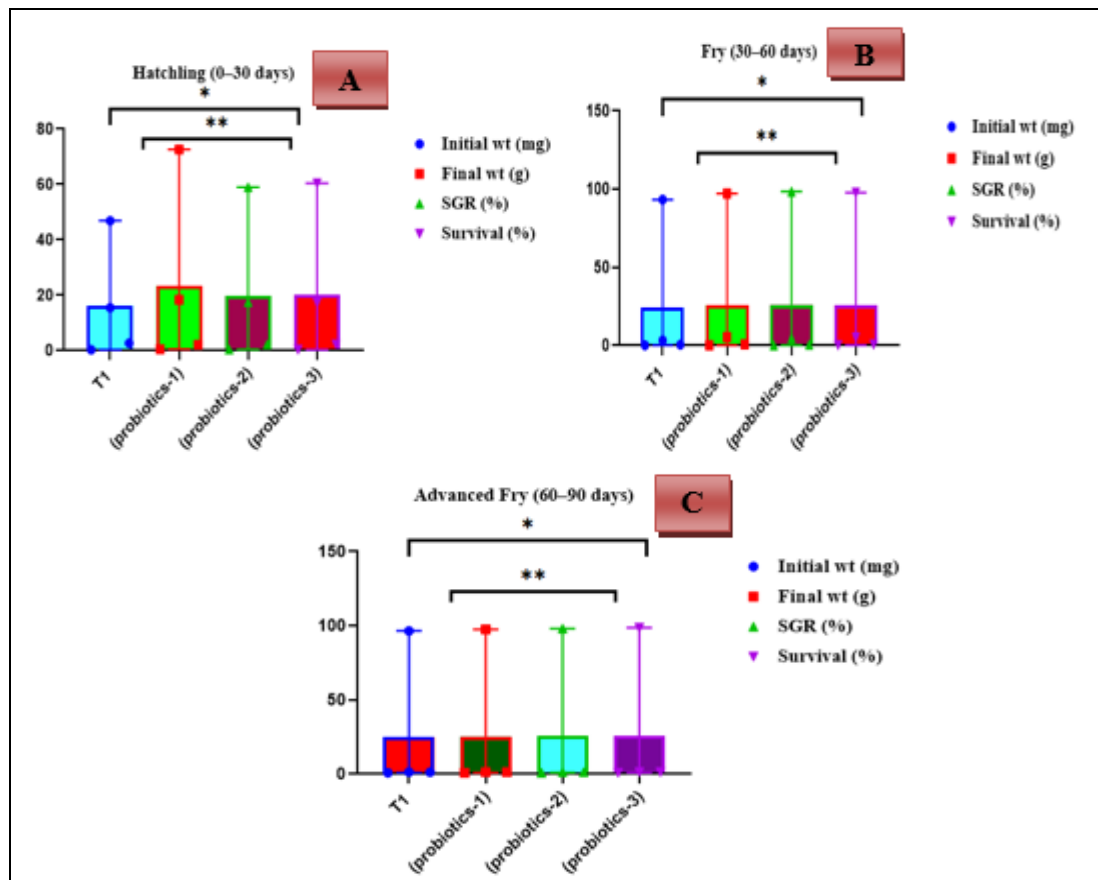 Hatchling (0–30 days)
A
*
**
80
60
40
20
0
T1
(probiotics-1)
(probiotics-2)
(probiotics-3)
Initial wt (mg)
Final wt (g)
SGR (%)
Survival (%)
Fry (30–60 days)
B
*
**
150
100
50
0
T1
(probiotics-1)
(probiotics-2)
(probiotics-3)
Initial wt (mg)
Final wt (g)
SGR (%)
Survival (%)
Advanced Fry (60–90 days)
C
*
**
150
100
50
0
T1
(probiotics-1)
(probiotics-2)
(probiotics-3)
Initial wt (mg)
Final wt (g)
SGR (%)
Survival (%)